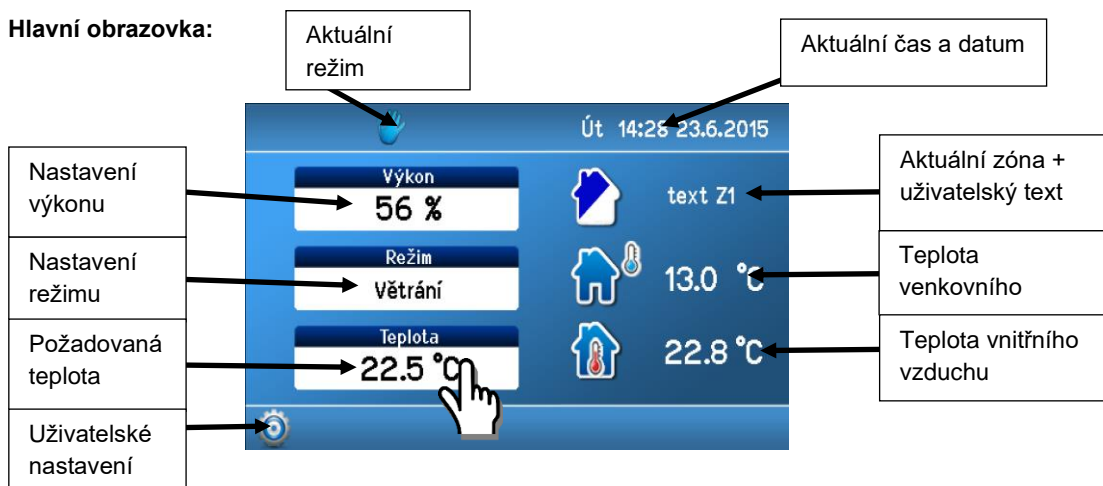 Hlavní obrazovka:
Aktuální
režim
Aktuální čas a datum
Út 14:28 23.6.2015
Nastavení
výkonu
Výkon
56 %
text Z1
Aktuální zóna +
uživatelský text
Nastavení
režimu
Režim
Větrání
13.0 °C
Teplota
venkovního
Požadovaná
teplota
Teplota
22.5 °C
22.8 °C
Teplota vnitřního
vzduchu
Uživatelské
nastavení